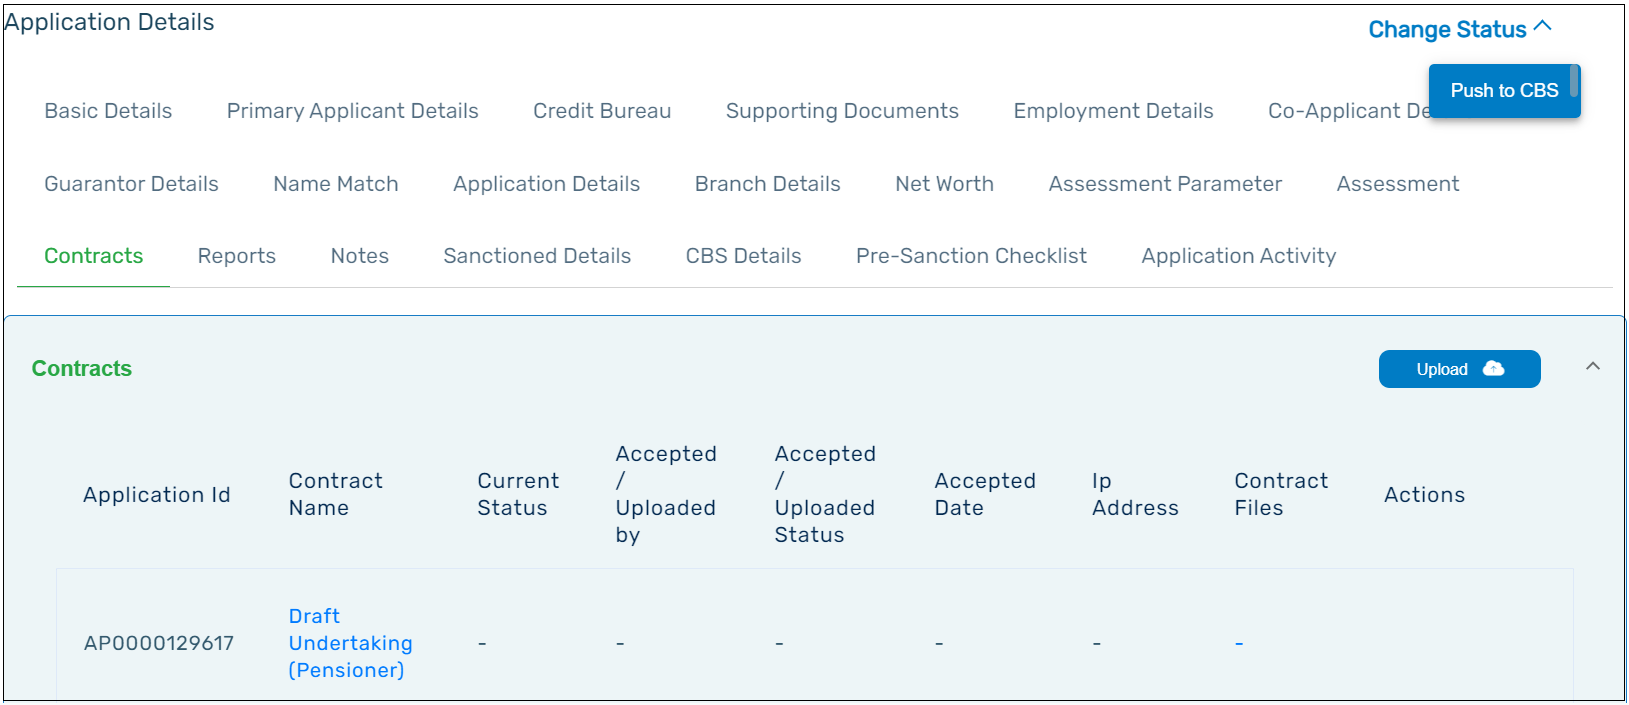 Application Details
Change Status
Push to CBS
Basic Details Primary Applicant Details Credit Bureau Supporting Documents Employment Details Co-Applicant De
Guarantor Details Name Match Application Details Branch Details Net Worth Assessment Parameter Assessment
Contracts Reports Notes Sanctioned Details CBS Details Pre-Sanction Checklist Application Activity
Contracts
Upload
Application Id
Contract
Name
Current
Status
Accepted
/
Uploaded
by
Accepted
/
Uploaded
Status
Accepted
Date
Ip
Address
Contract
Files
Actions
AP0000129617
Draft
Undertaking
(Pensioner)
- - - - - -